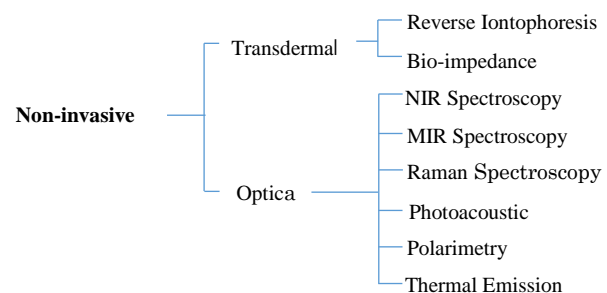 Non-invasive
Transdermal
Reverse Iontophoresis
Bio-impedance
Optica
NIR Spectroscopy
MIR Spectroscopy
Raman Spectroscopy
Photoacoustic
Polarimetry
Thermal Emission